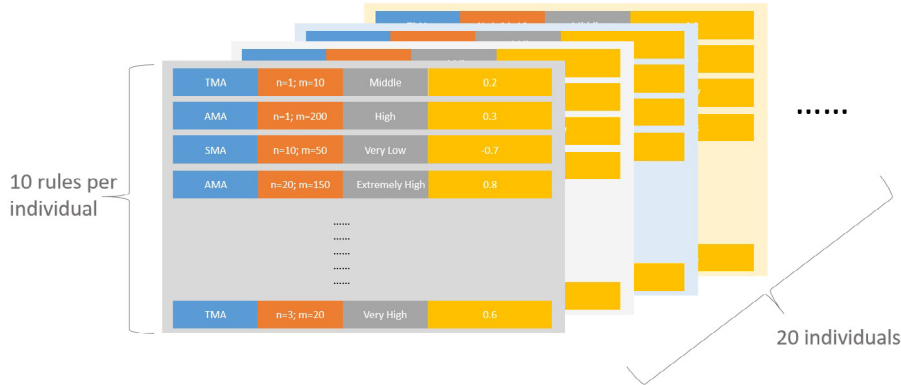 TMA n=1; m=10 Middle 0.2
AMA n=1; m=200 High 0.3
SMA n=10; m=50 Very Low -0.7
AMA n=20; m=150 Extremely High 0.8
......
......
......
......
......
TMA n=3; m=20 Very High 0.6
10 rules per
individual
......
20 individuals